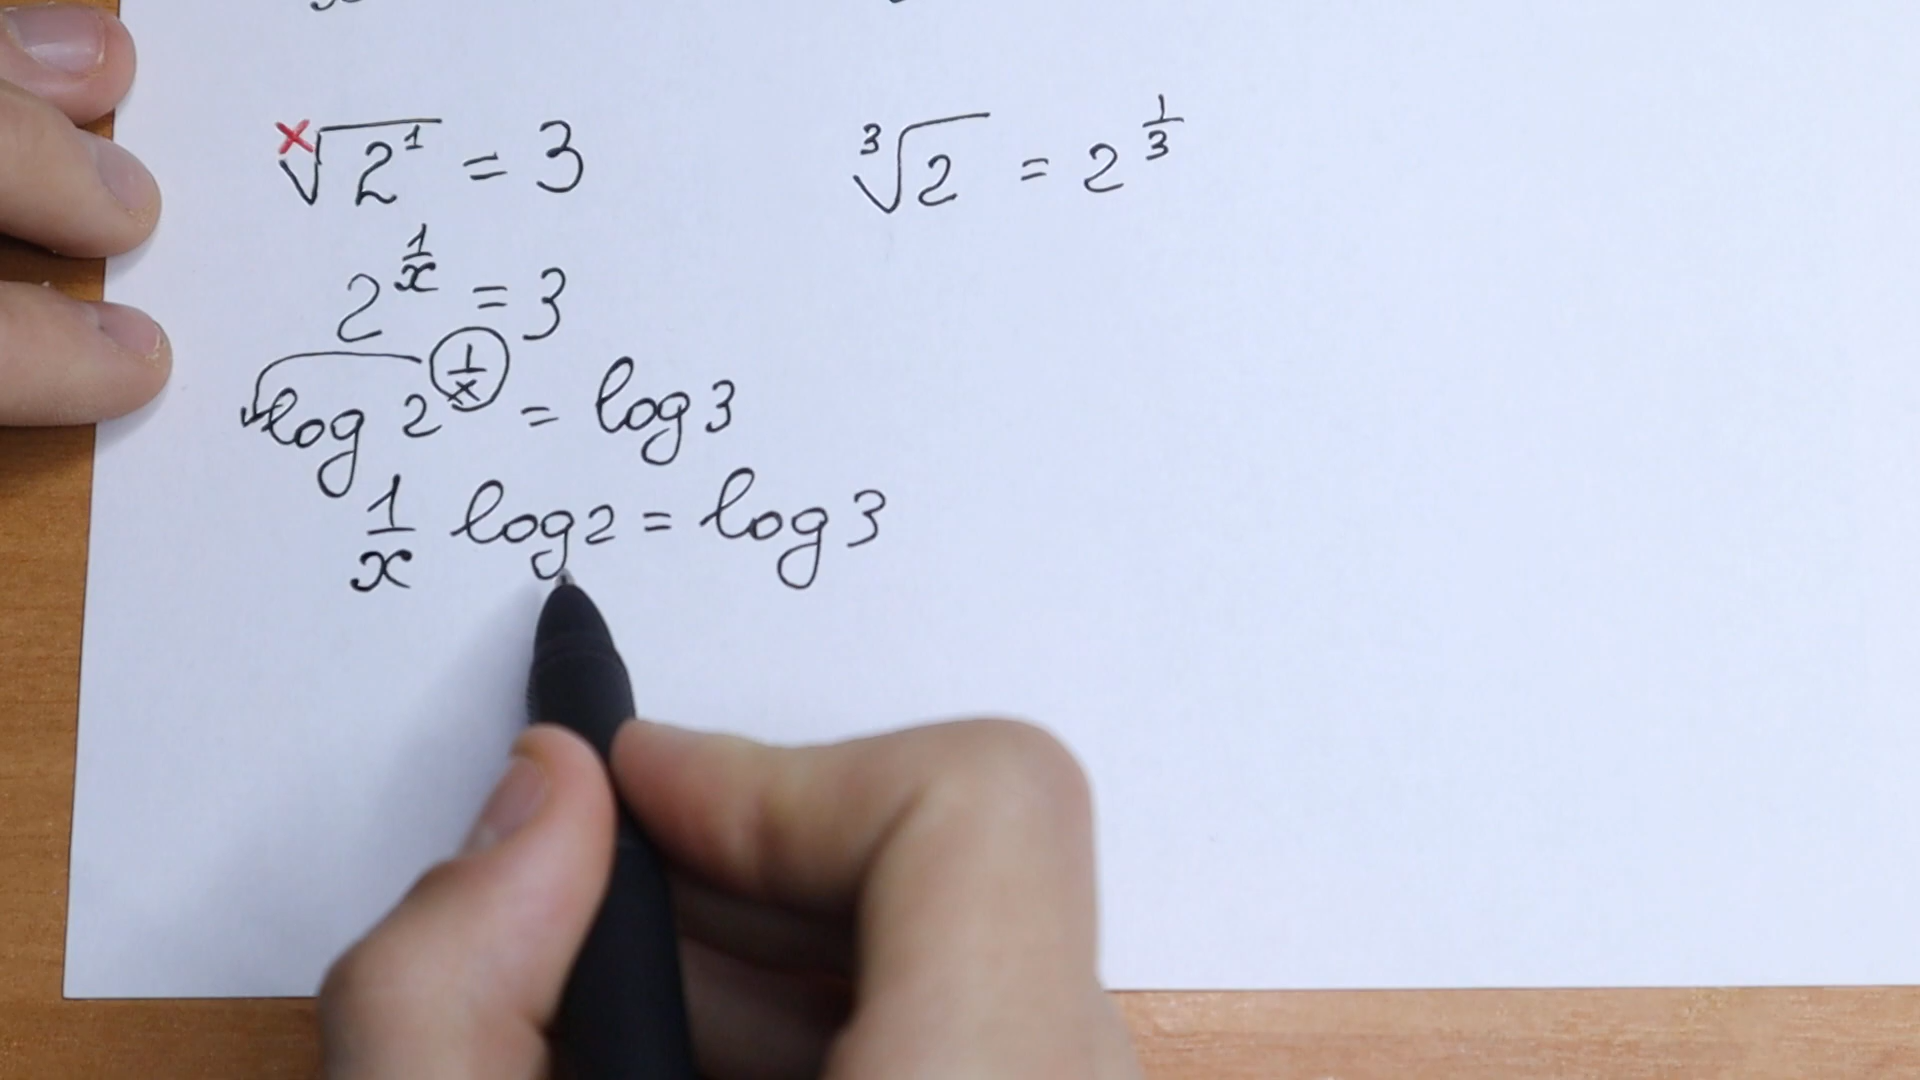 ˣ√2¹ = 3
³√2 = 2^(1/3)
2^(1/x) = 3
log 2^(1/x) = log 3
1/x log 2 = log 3